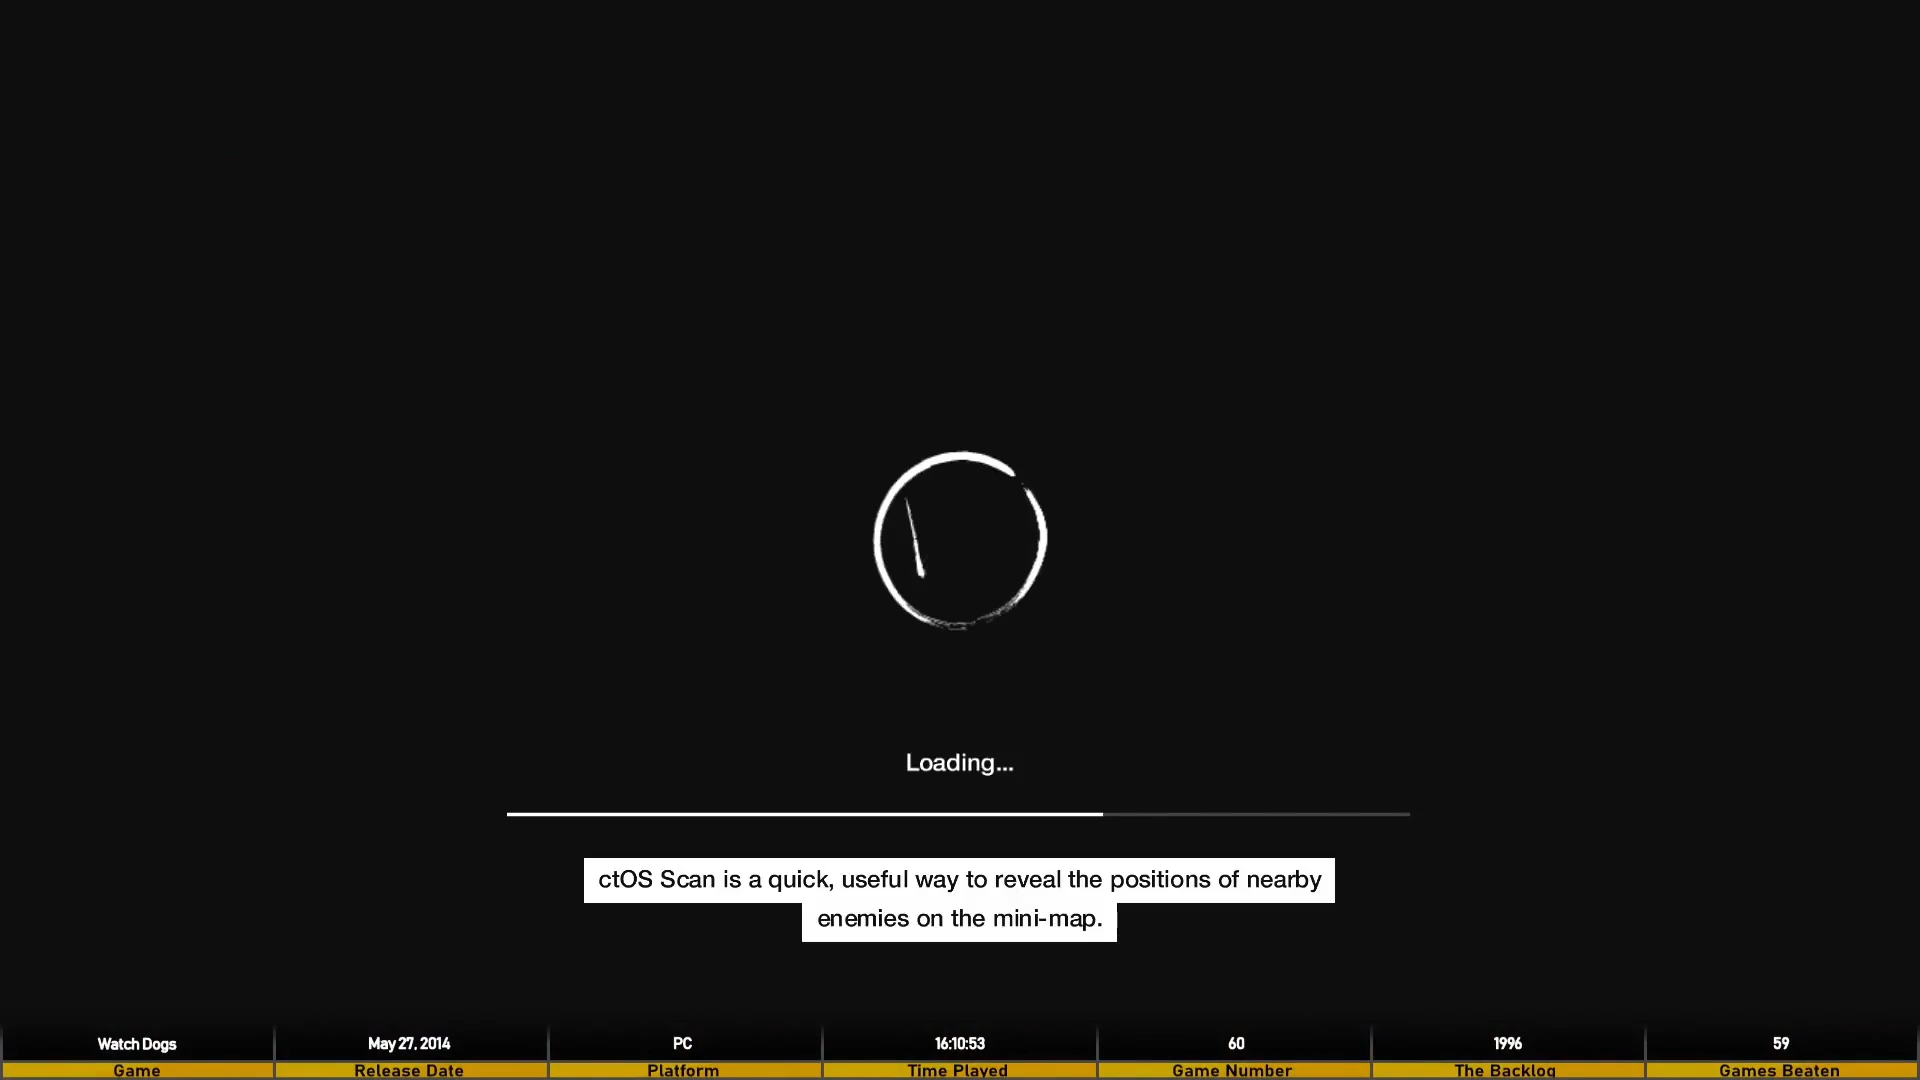 Loading...
ctOS Scan is a quick, useful way to reveal the positions of nearby
enemies on the mini-map.
Watch Dogs May 27, 2014 PC 16:10:53 60 1996 59
Game Release Date Platform Time Played Game Number The Backlog Games Beaten